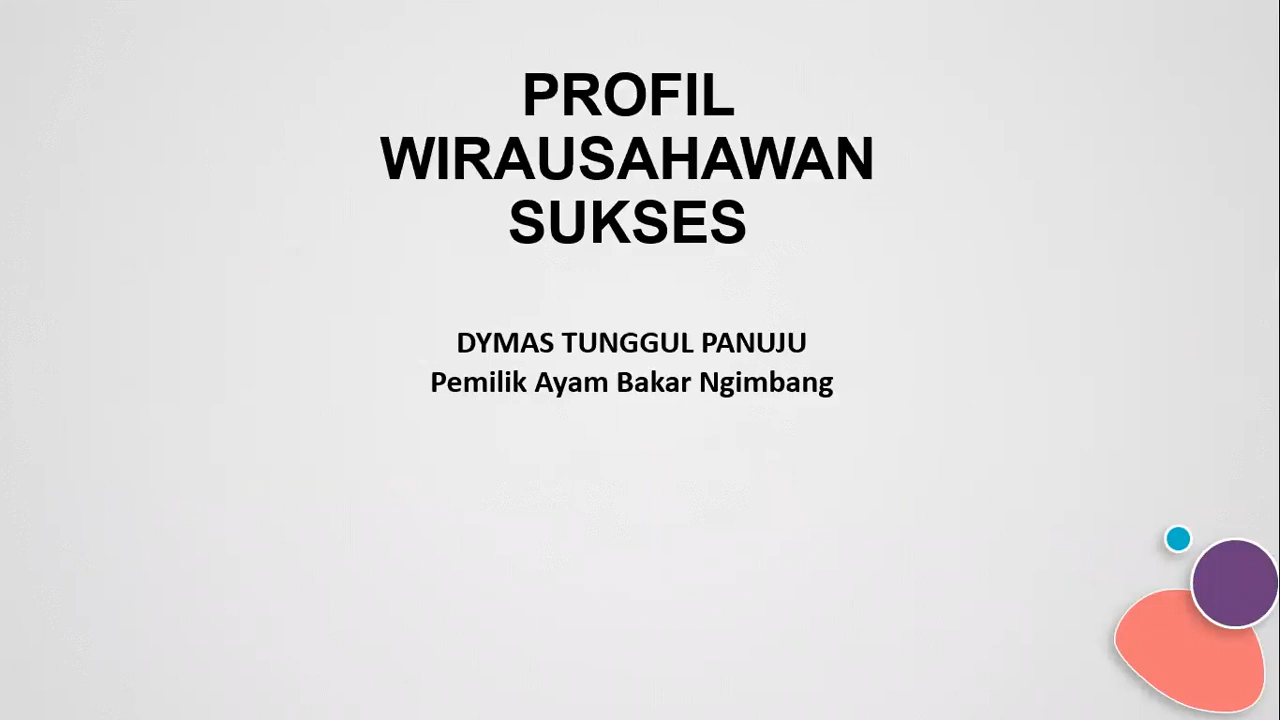 PROFIL
WIRAUSAHAWAN
SUKSES
DYMAS TUNGGUL PANUJU
Pemilik Ayam Bakar Ngimbang